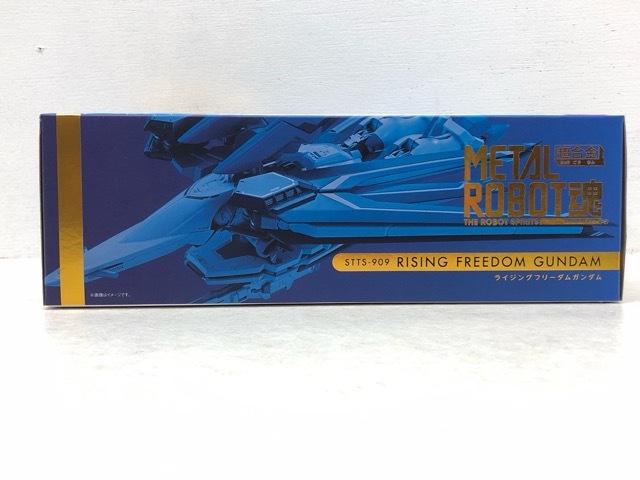 METAL
超合金
ROBOT魂
THE ROBOT SPIRITS
STTS-909 RISING FREEDOM GUNDAM
ライジングフリーダムガンダム
※画像はイメージです。